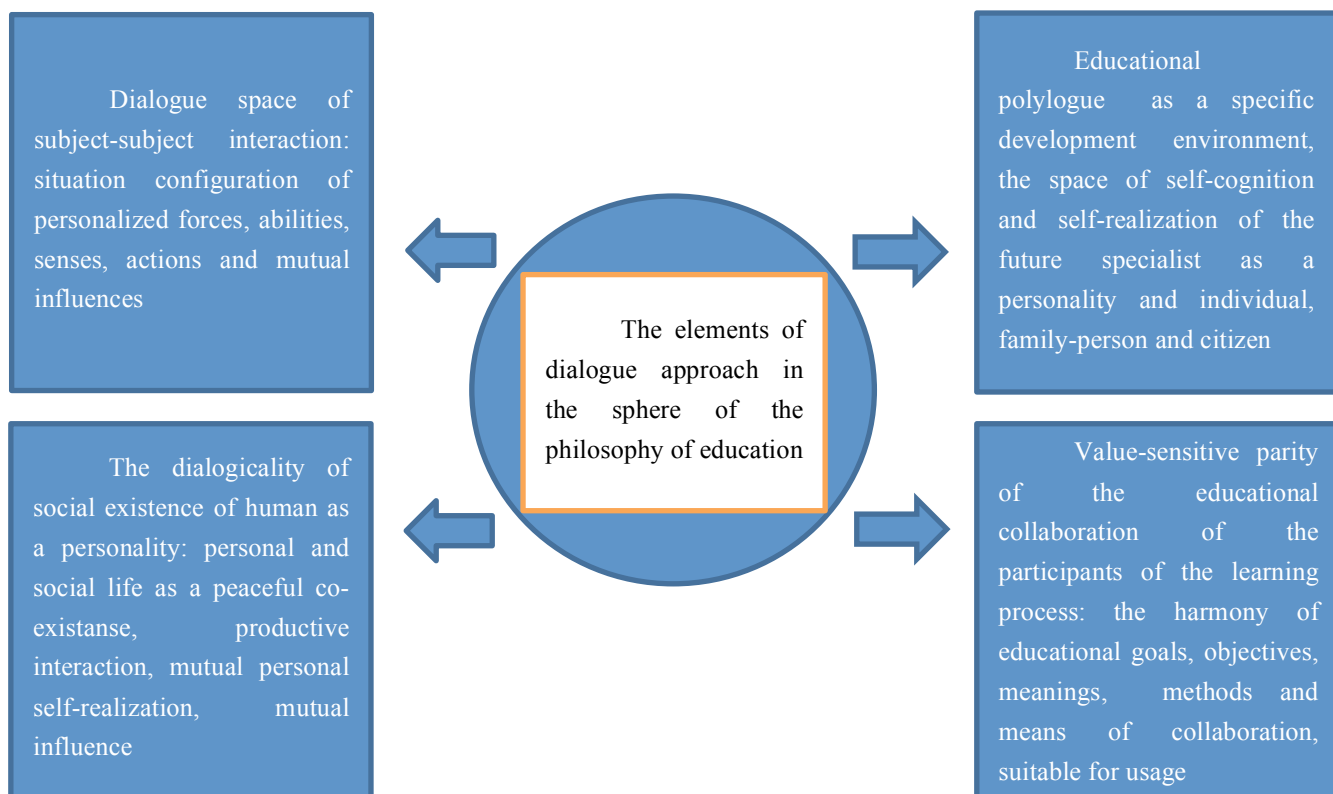 Dialogue space of
subject-subject interaction:
situation configuration of
personalized forces, abilities,
senses, actions and mutual
influences
Educational
polylogue as a specific
development environment,
the space of self-cognition
and self-realization of the
future specialist as a
personality and individual,
family-person and citizen
The elements of
dialogue approach in
the sphere of the
philosophy of education
The dialogicality of
social existence of human as
a personality: personal and
social life as a peaceful co-
existanse, productive
interaction, mutual personal
self-realization, mutual
influence
Value-sensitive parity
of the educational
collaboration of the
participants of the learning
process: the harmony of
educational goals, objectives,
meanings, methods and
means of collaboration,
suitable for usage